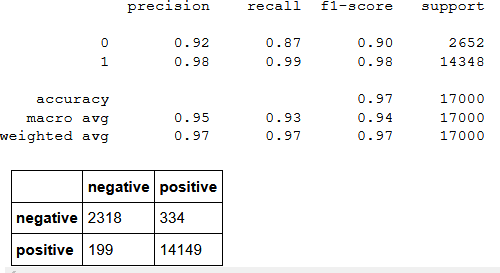 precision recall f1-score support
0 0.92 0.87 0.90 2652
1 0.98 0.99 0.98 14348
accuracy 0.97 17000
macro avg 0.95 0.93 0.94 17000
weighted avg 0.97 0.97 0.97 17000
negative positive
negative 2318 334
positive 199 14149